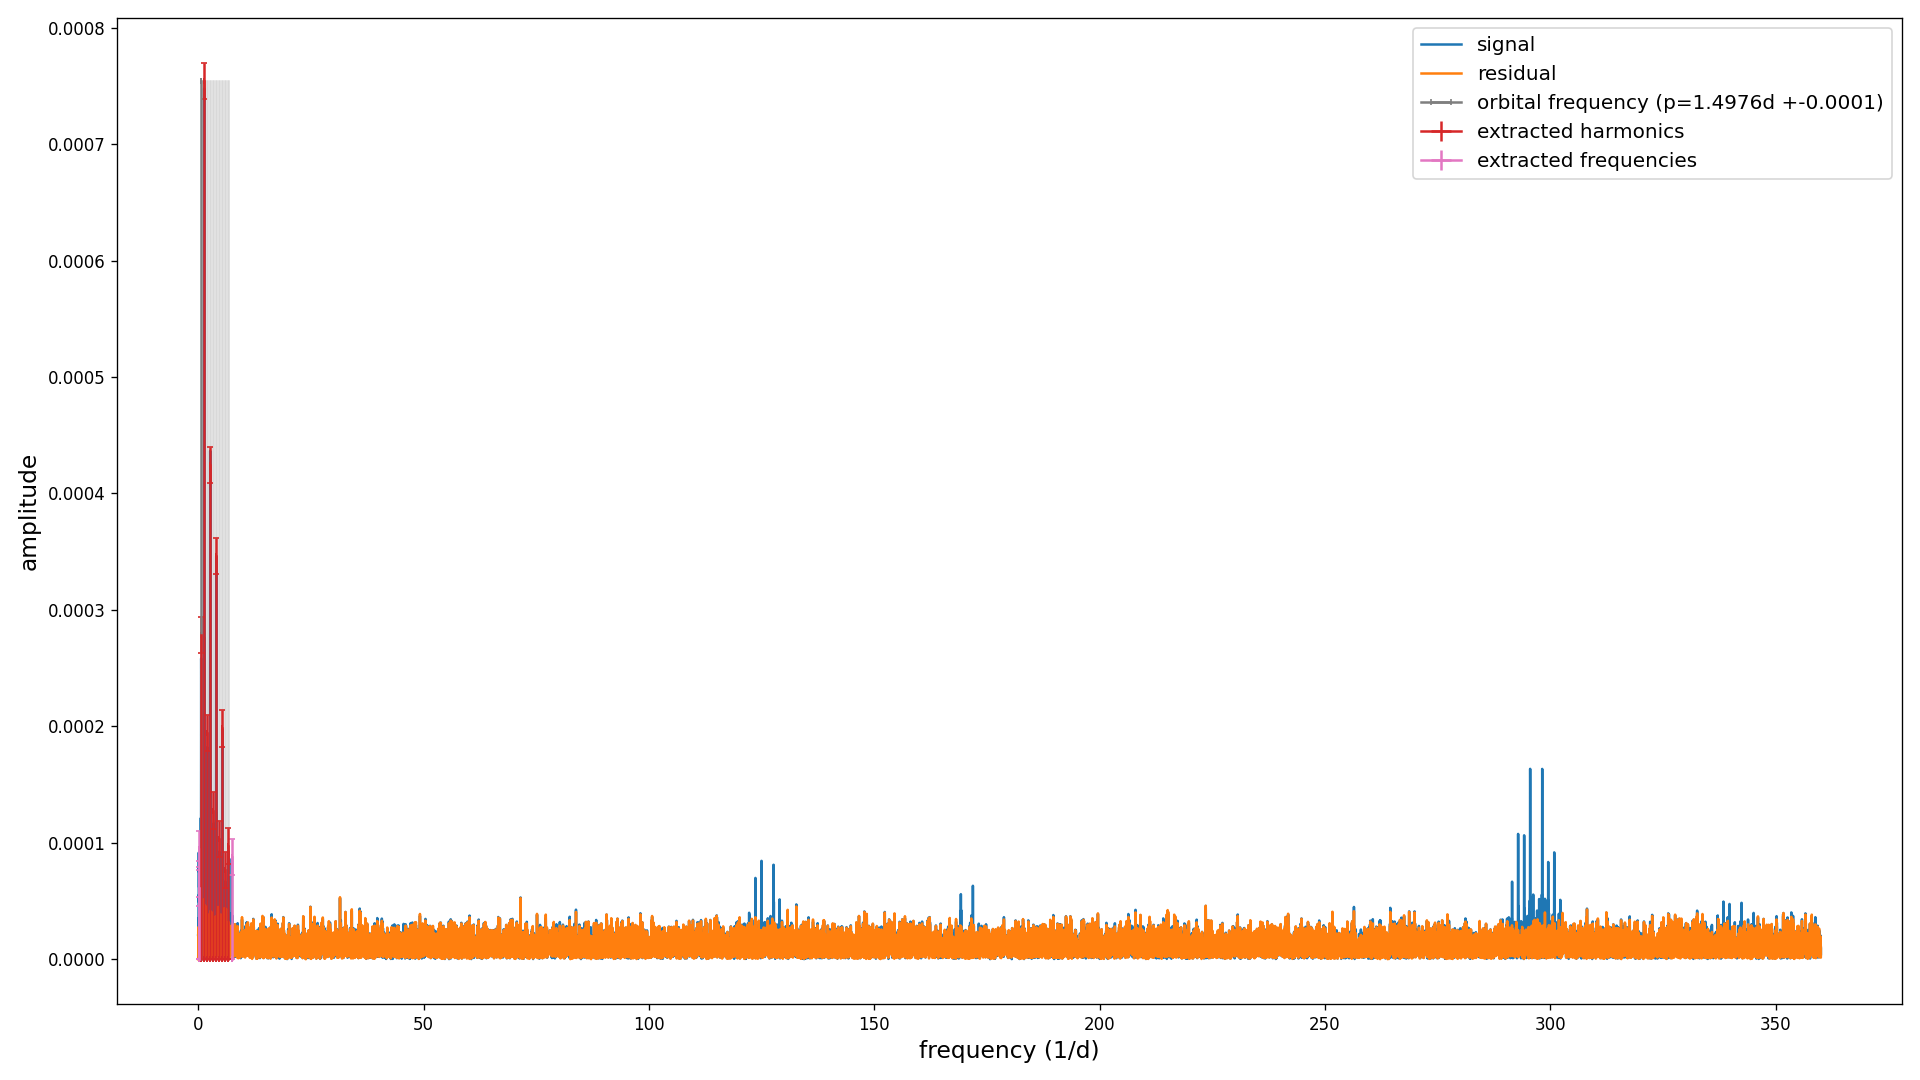 0.0008
0.0007
0.0006
0.0005
0.0004
0.0003
0.0002
0.0001
0.0000
amplitude
0
50
100
150
200
250
300
350
frequency (1/d)
signal
residual
orbital frequency (p=1.4976d +-0.0001)
extracted harmonics
extracted frequencies